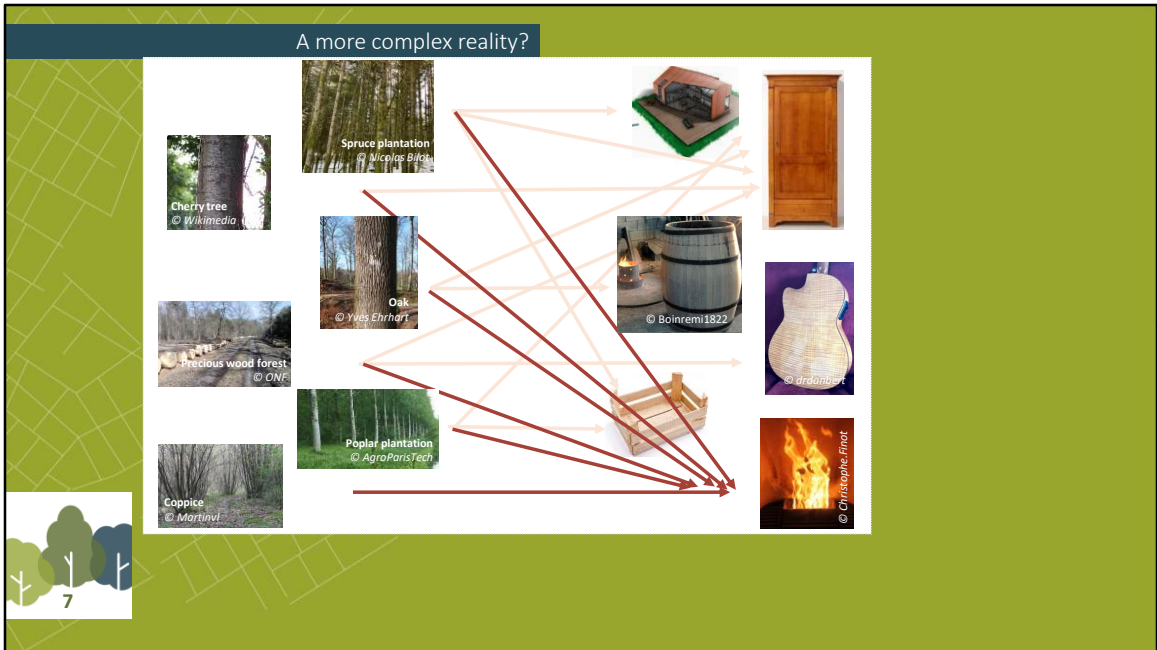 A more complex reality?
Spruce plantation
© Nicolas Bilot
Cherry tree
© Wikimedia
Oak
© Yves Ehrhart
© Boinremi1822
Precious wood forest
© ONF
© drdanbert
Poplar plantation
© AgroParisTech
Coppice
© Martinvl
© Christophe.Finot
7